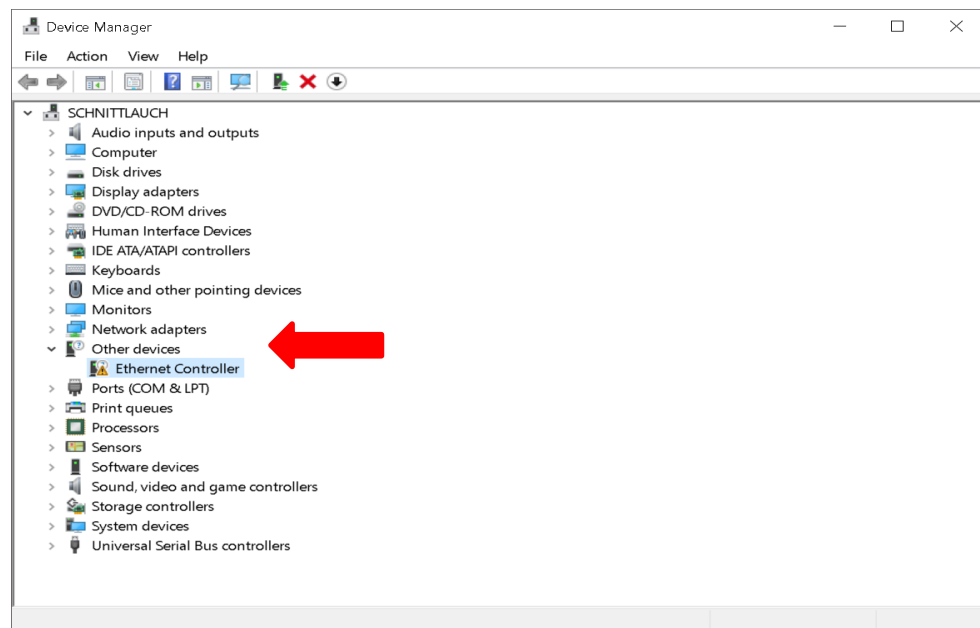 Device Manager
File Action View Help
SCHNITTLAUCH
Audio inputs and outputs
Computer
Disk drives
Display adapters
DVD/CD-ROM drives
Human Interface Devices
IDE ATA/ATAPI controllers
Keyboards
Mice and other pointing devices
Monitors
Network adapters
Other devices
Ethernet Controller
Ports (COM & LPT)
Print queues
Processors
Sensors
Software devices
Sound, video and game controllers
Storage controllers
System devices
Universal Serial Bus controllers